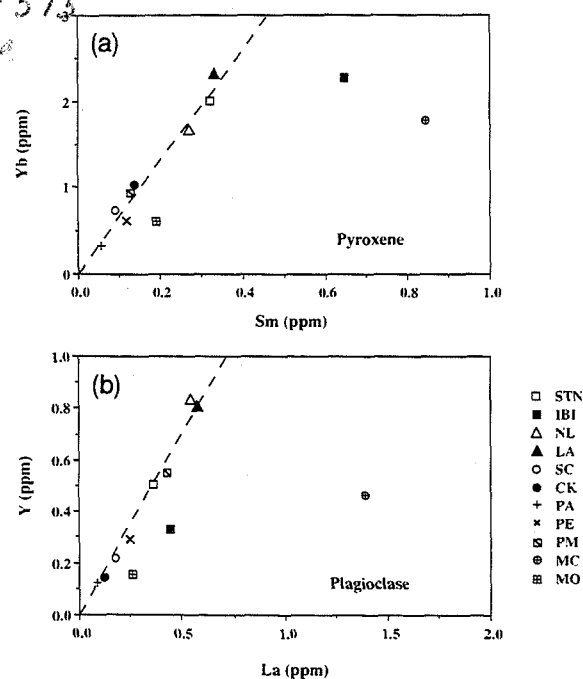 (a)
3
2
1
0
Yb (ppm)
0.0 0.2 0.4 0.6 0.8 1.0
Sm (ppm)
Pyroxene
(b)
1.0
0.8
0.6
0.4
0.2
0.0
Y (ppm)
0.0 0.5 1.0 1.5 2.0
La (ppm)
Plagioclase
STN
IBI
NL
LA
SC
CK
PA
PE
PM
MC
MO